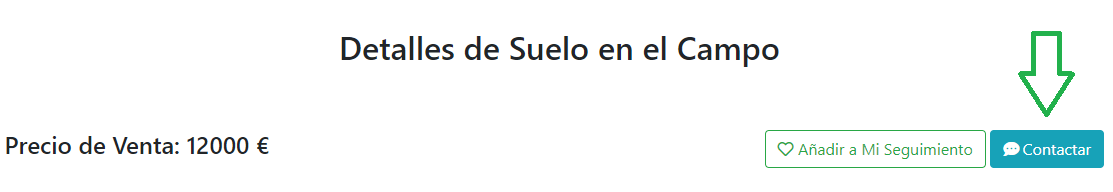 Detalles de Suelo en el Campo
Precio de Venta: 12000 €
Añadir a Mi Seguimiento
Contactar